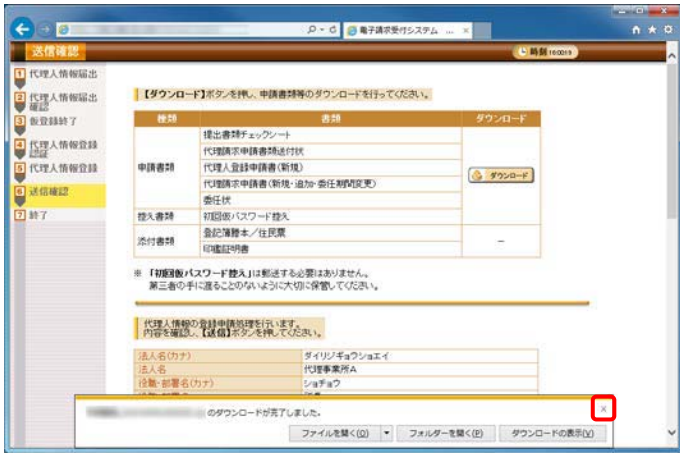 電子請求受付システム ...
送信確認
時刻 160019
1 代理人情報届出
2 代理人情報届出
確認
3 仮登録終了
4 代理人情報登録
認証
5 代理人情報登録
6 送信確認
7 終了
【ダウンロード】ボタンを押し、申請書類等のダウンロードを行ってください。
種類 書類 ダウンロード
申請書類
提出書類チェックシート
代理請求申請書類送付状
代理人登録申請書(新規)
代理請求申請書(新規・追加・委任期間変更)
委任状
ダウンロード
控え書類 初回仮パスワード控え
添付書類
登記簿謄本/住民票
印鑑証明書
－
※ 「初回仮パスワード控え」は郵送する必要はありません。
第三者の手に渡ることのないように大切に保管してください。
代理人情報の登録申請処理を行います。
内容を確認し、【送信】ボタンを押してください。
法人名(カナ) ダイリジギョウショエイ
法人名 代理事業所A
役職・部署名(カナ) ショチョウ
のダウンロードが完了しました。
×
ファイルを開く(O) フォルダーを開く(P) ダウンロードの表示(V)